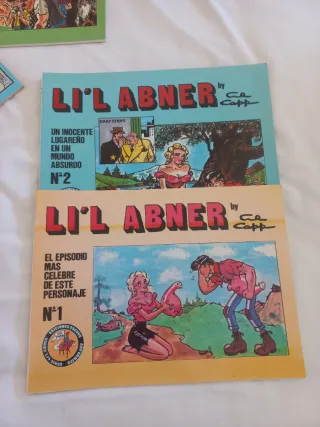 LI'L ABNER by
Al Capp
UN INOCENTE
LUGAREÑO
EN UN
MUNDO
ABSURDO
Nº2
LI'L ABNER by
Al Capp
EL EPISODIO
MAS
CELEBRE
DE ESTE
PERSONAJE
Nº1